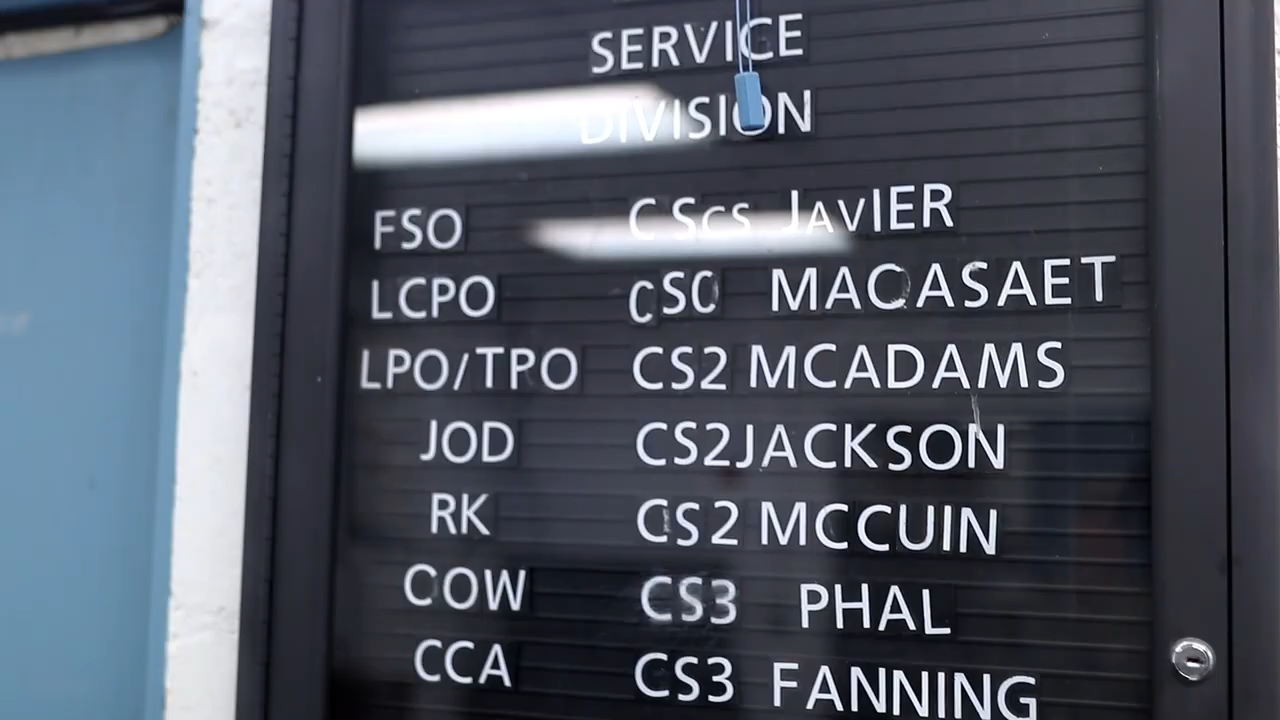 SERVICE
DIVISION
FSO CScs JAVIER
LCPO CSC MACASAET
LPO/TPO CS2 MCADAMS
JOD CS2JACKSON
RK CS2 MCCUIN
COW CS3 PHAL
CCA CS3 FANNING